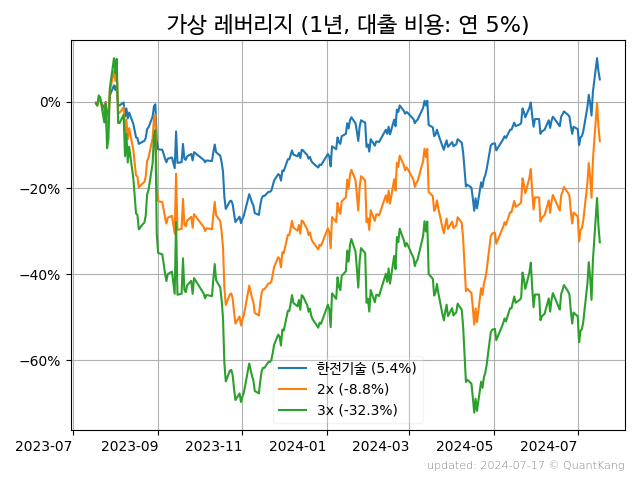 가상 레버리지 (1년, 대출 비용: 연 5%)
0%
−20%
−40%
−60%
한전기술 (5.4%)
2x (-8.8%)
3x (-32.3%)
2023-07 2023-09 2023-11 2024-01 2024-03 2024-05 2024-07
updated: 2024-07-17 © QuantKang